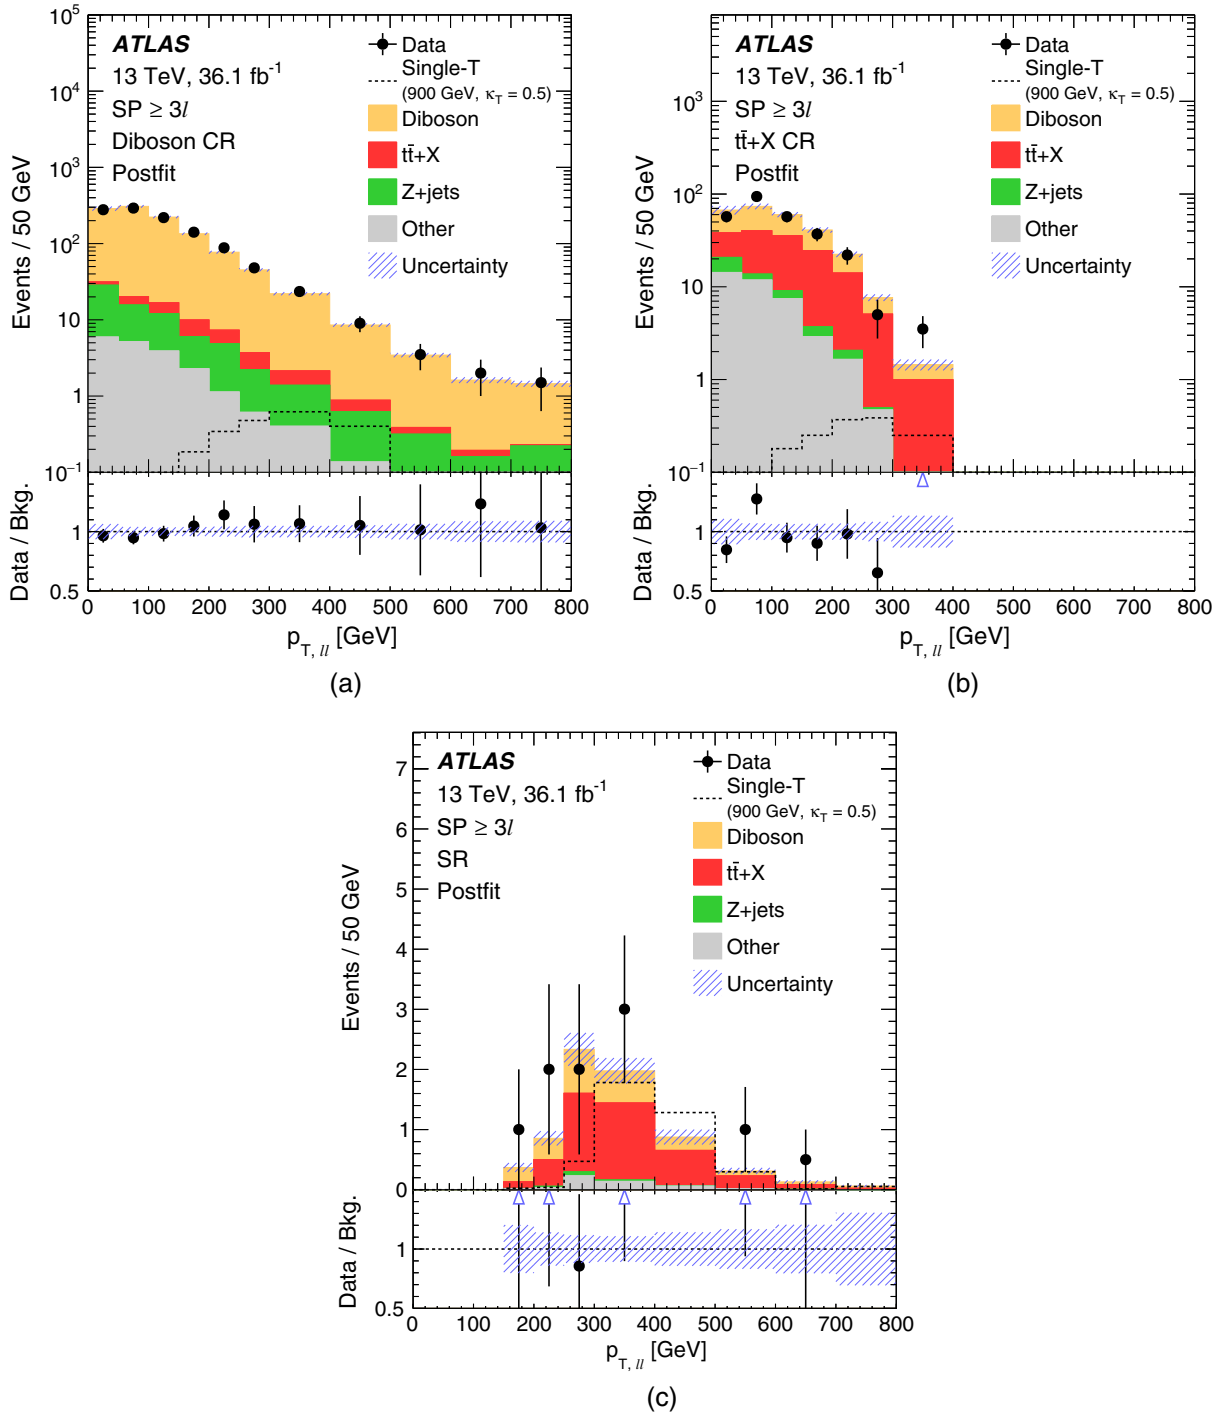 10⁵
10⁴
10³
10²
10
1
10⁻¹
Events / 50 GeV
ATLAS
13 TeV, 36.1 fb⁻¹
SP ≥ 3l
Diboson CR
Postfit
Data
Single-T
(900 GeV, κ_T = 0.5)
Diboson
tt̄+X
Z+jets
Other
Uncertainty
Data / Bkg.
1
0.5
0 100 200 300 400 500 600 700 800
p_T, ll [GeV]
(a)
10³
10²
10
1
10⁻¹
Events / 50 GeV
ATLAS
13 TeV, 36.1 fb⁻¹
SP ≥ 3l
tt̄+X CR
Postfit
Data
Single-T
(900 GeV, κ_T = 0.5)
Diboson
tt̄+X
Z+jets
Other
Uncertainty
Data / Bkg.
1
0.5
0 100 200 300 400 500 600 700 800
p_T, ll [GeV]
(b)
7
6
5
4
3
2
1
0
Events / 50 GeV
ATLAS
13 TeV, 36.1 fb⁻¹
SP ≥ 3l
SR
Postfit
Data
Single-T
(900 GeV, κ_T = 0.5)
Diboson
tt̄+X
Z+jets
Other
Uncertainty
Data / Bkg.
1
0.5
0 100 200 300 400 500 600 700 800
p_T, ll [GeV]
(c)